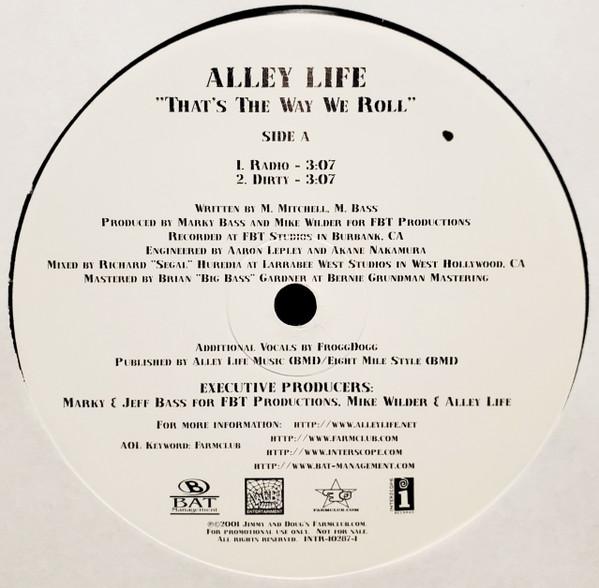 ALLEY LIFE
"THAT'S THE WAY WE ROLL"
SIDE A
1. RADIO - 3:07
2. DIRTY - 3:07
WRITTEN BY M. MITCHELL, M. BASS
PRODUCED BY MARKY BASS AND MIKE WILDER FOR FBT PRODUCTIONS
RECORDED AT FBT STUDIOS IN BURBANK, CA
ENGINEERED BY AARON LEPLEY AND AKANE NAKAMURA
MIXED BY RICHARD "SEGAL" HUREDIA AT LARRABEE WEST STUDIOS IN WEST HOLLYWOOD, CA
MASTERED BY BRIAN "BIG BASS" GARDNER AT BERNIE GRUNDMAN MASTERING
ADDITIONAL VOCALS BY FROGGDOGG
PUBLISHED BY ALLEY LIFE MUSIC (BMI)/EIGHT MILE STYLE (BMI)
EXECUTIVE PRODUCERS:
MARKY & JEFF BASS FOR FBT PRODUCTIONS, MIKE WILDER & ALLEY LIFE
FOR MORE INFORMATION: HTTP://WWW.ALLEYLIFE.NET
HTTP://WWW.FARMCLUB.COM
AOL KEYWORD: FARMCLUB
HTTP://WWW.INTERSCOPE.COM
HTTP://WWW.BAT-MANAGEMENT.COM
B
BAT
Management
ENTERTAINMENT
FARMCLUB.COM
INTERSCOPE
RECORDS
i
℗©2001 JIMMY AND DOUG'S FARMCLUB.COM.
FOR PROMOTIONAL USE ONLY. NOT FOR SALE.
ALL RIGHTS RESERVED. INTR-10287-1